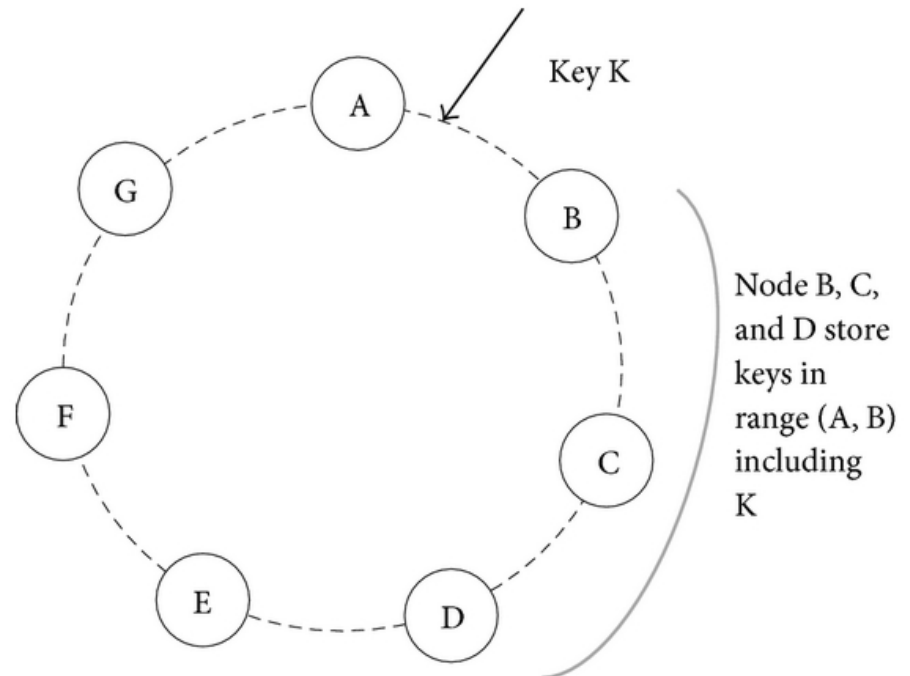 A
Key K
G
B
Node B, C,
and D store
keys in
range (A, B)
including
K
F
C
E
D